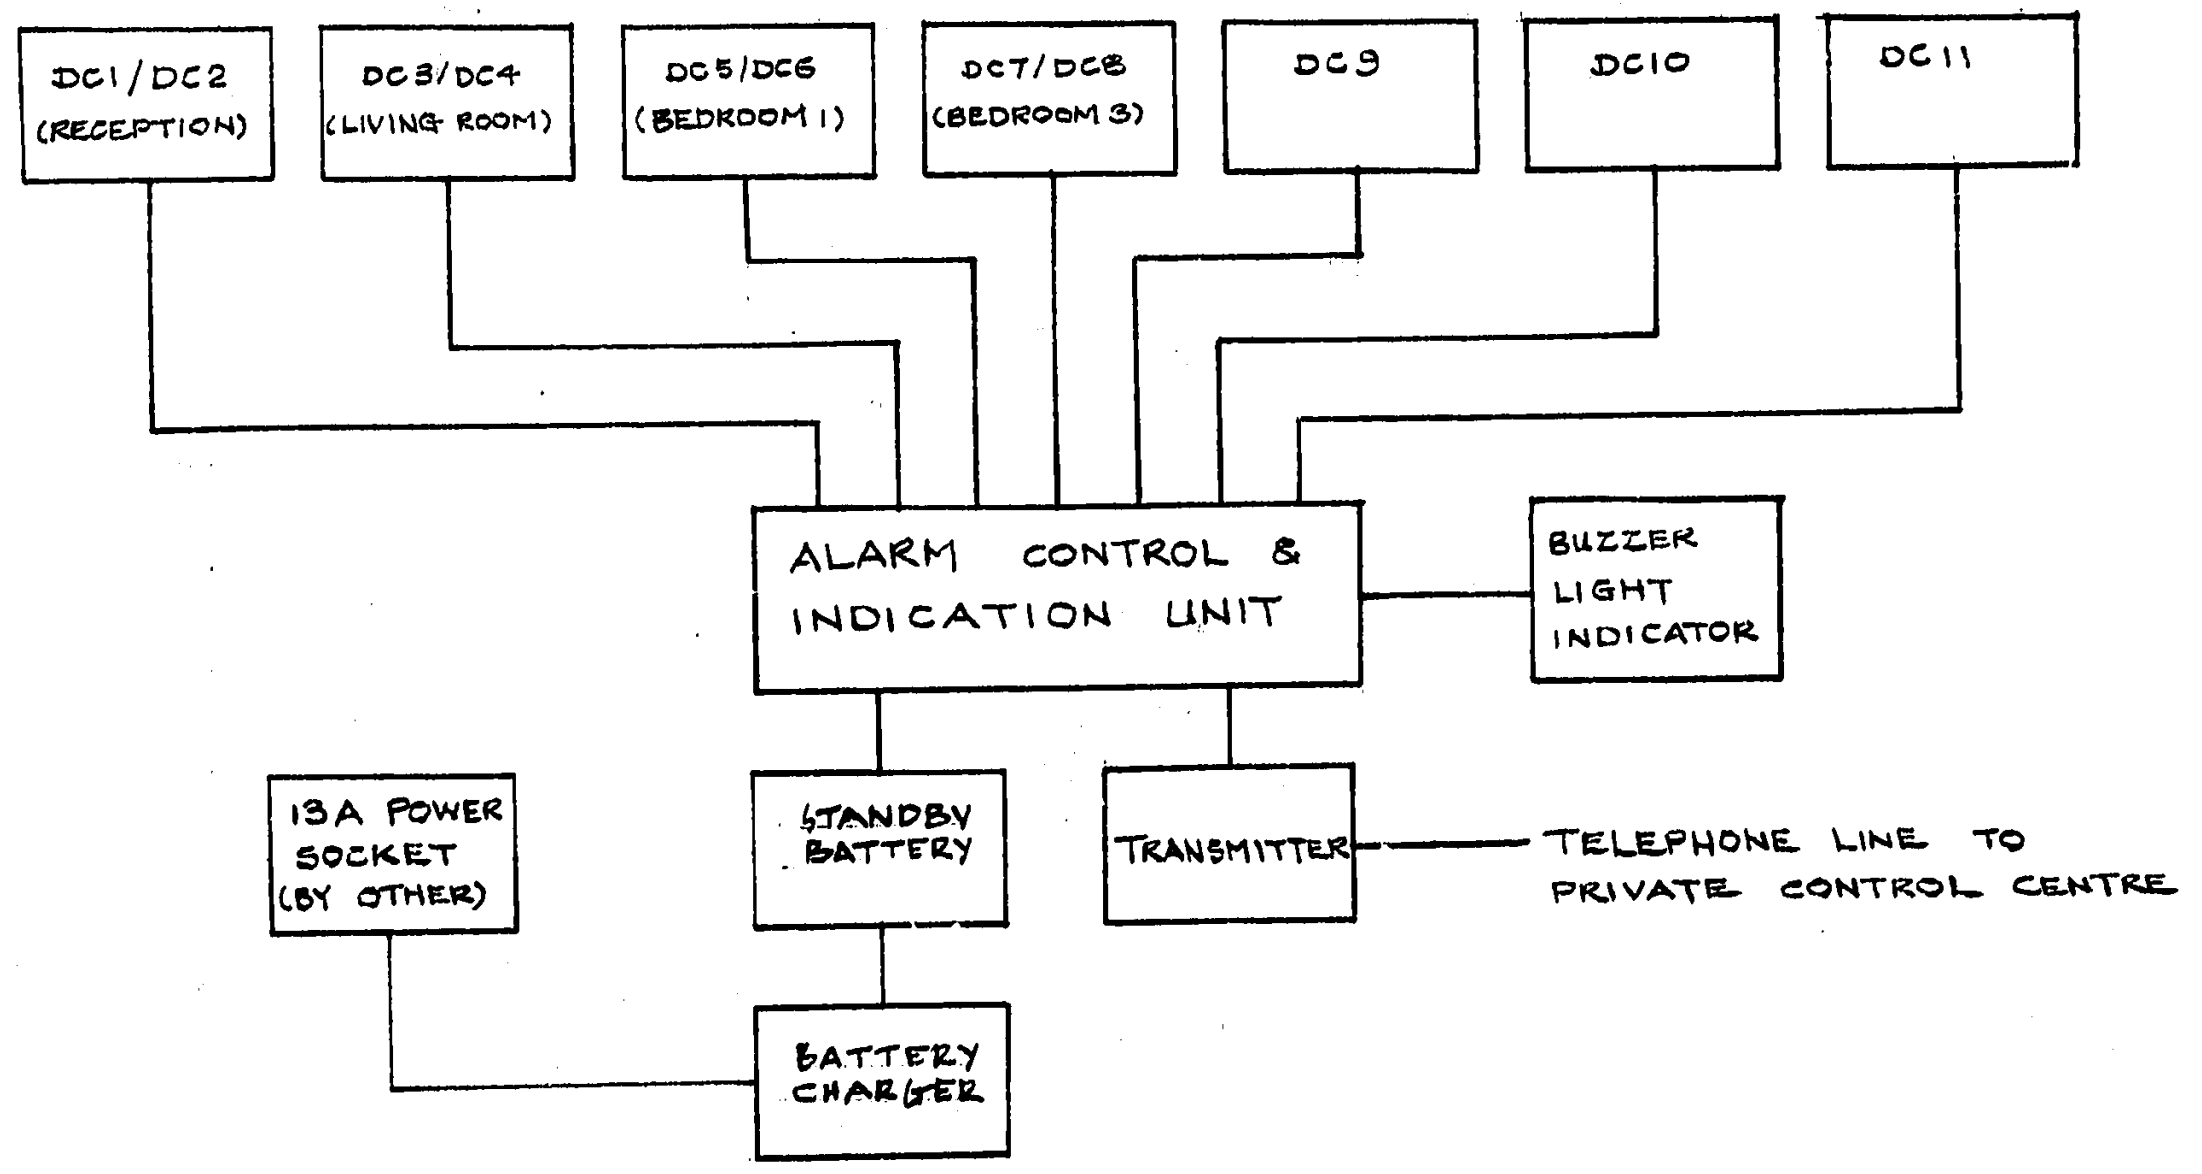 DC1/DC2
(RECEPTION)
DC3/DC4
(LIVING ROOM)
DC5/DC6
(BEDROOM 1)
DC7/DC8
(BEDROOM 3)
DC9
DC10
DC11
ALARM CONTROL &
INDICATION UNIT
BUZZER
LIGHT
INDICATOR
13A POWER
SOCKET
(BY OTHER)
STANDBY
BATTERY
TRANSMITTER
TELEPHONE LINE TO
PRIVATE CONTROL CENTRE
BATTERY
CHARGER